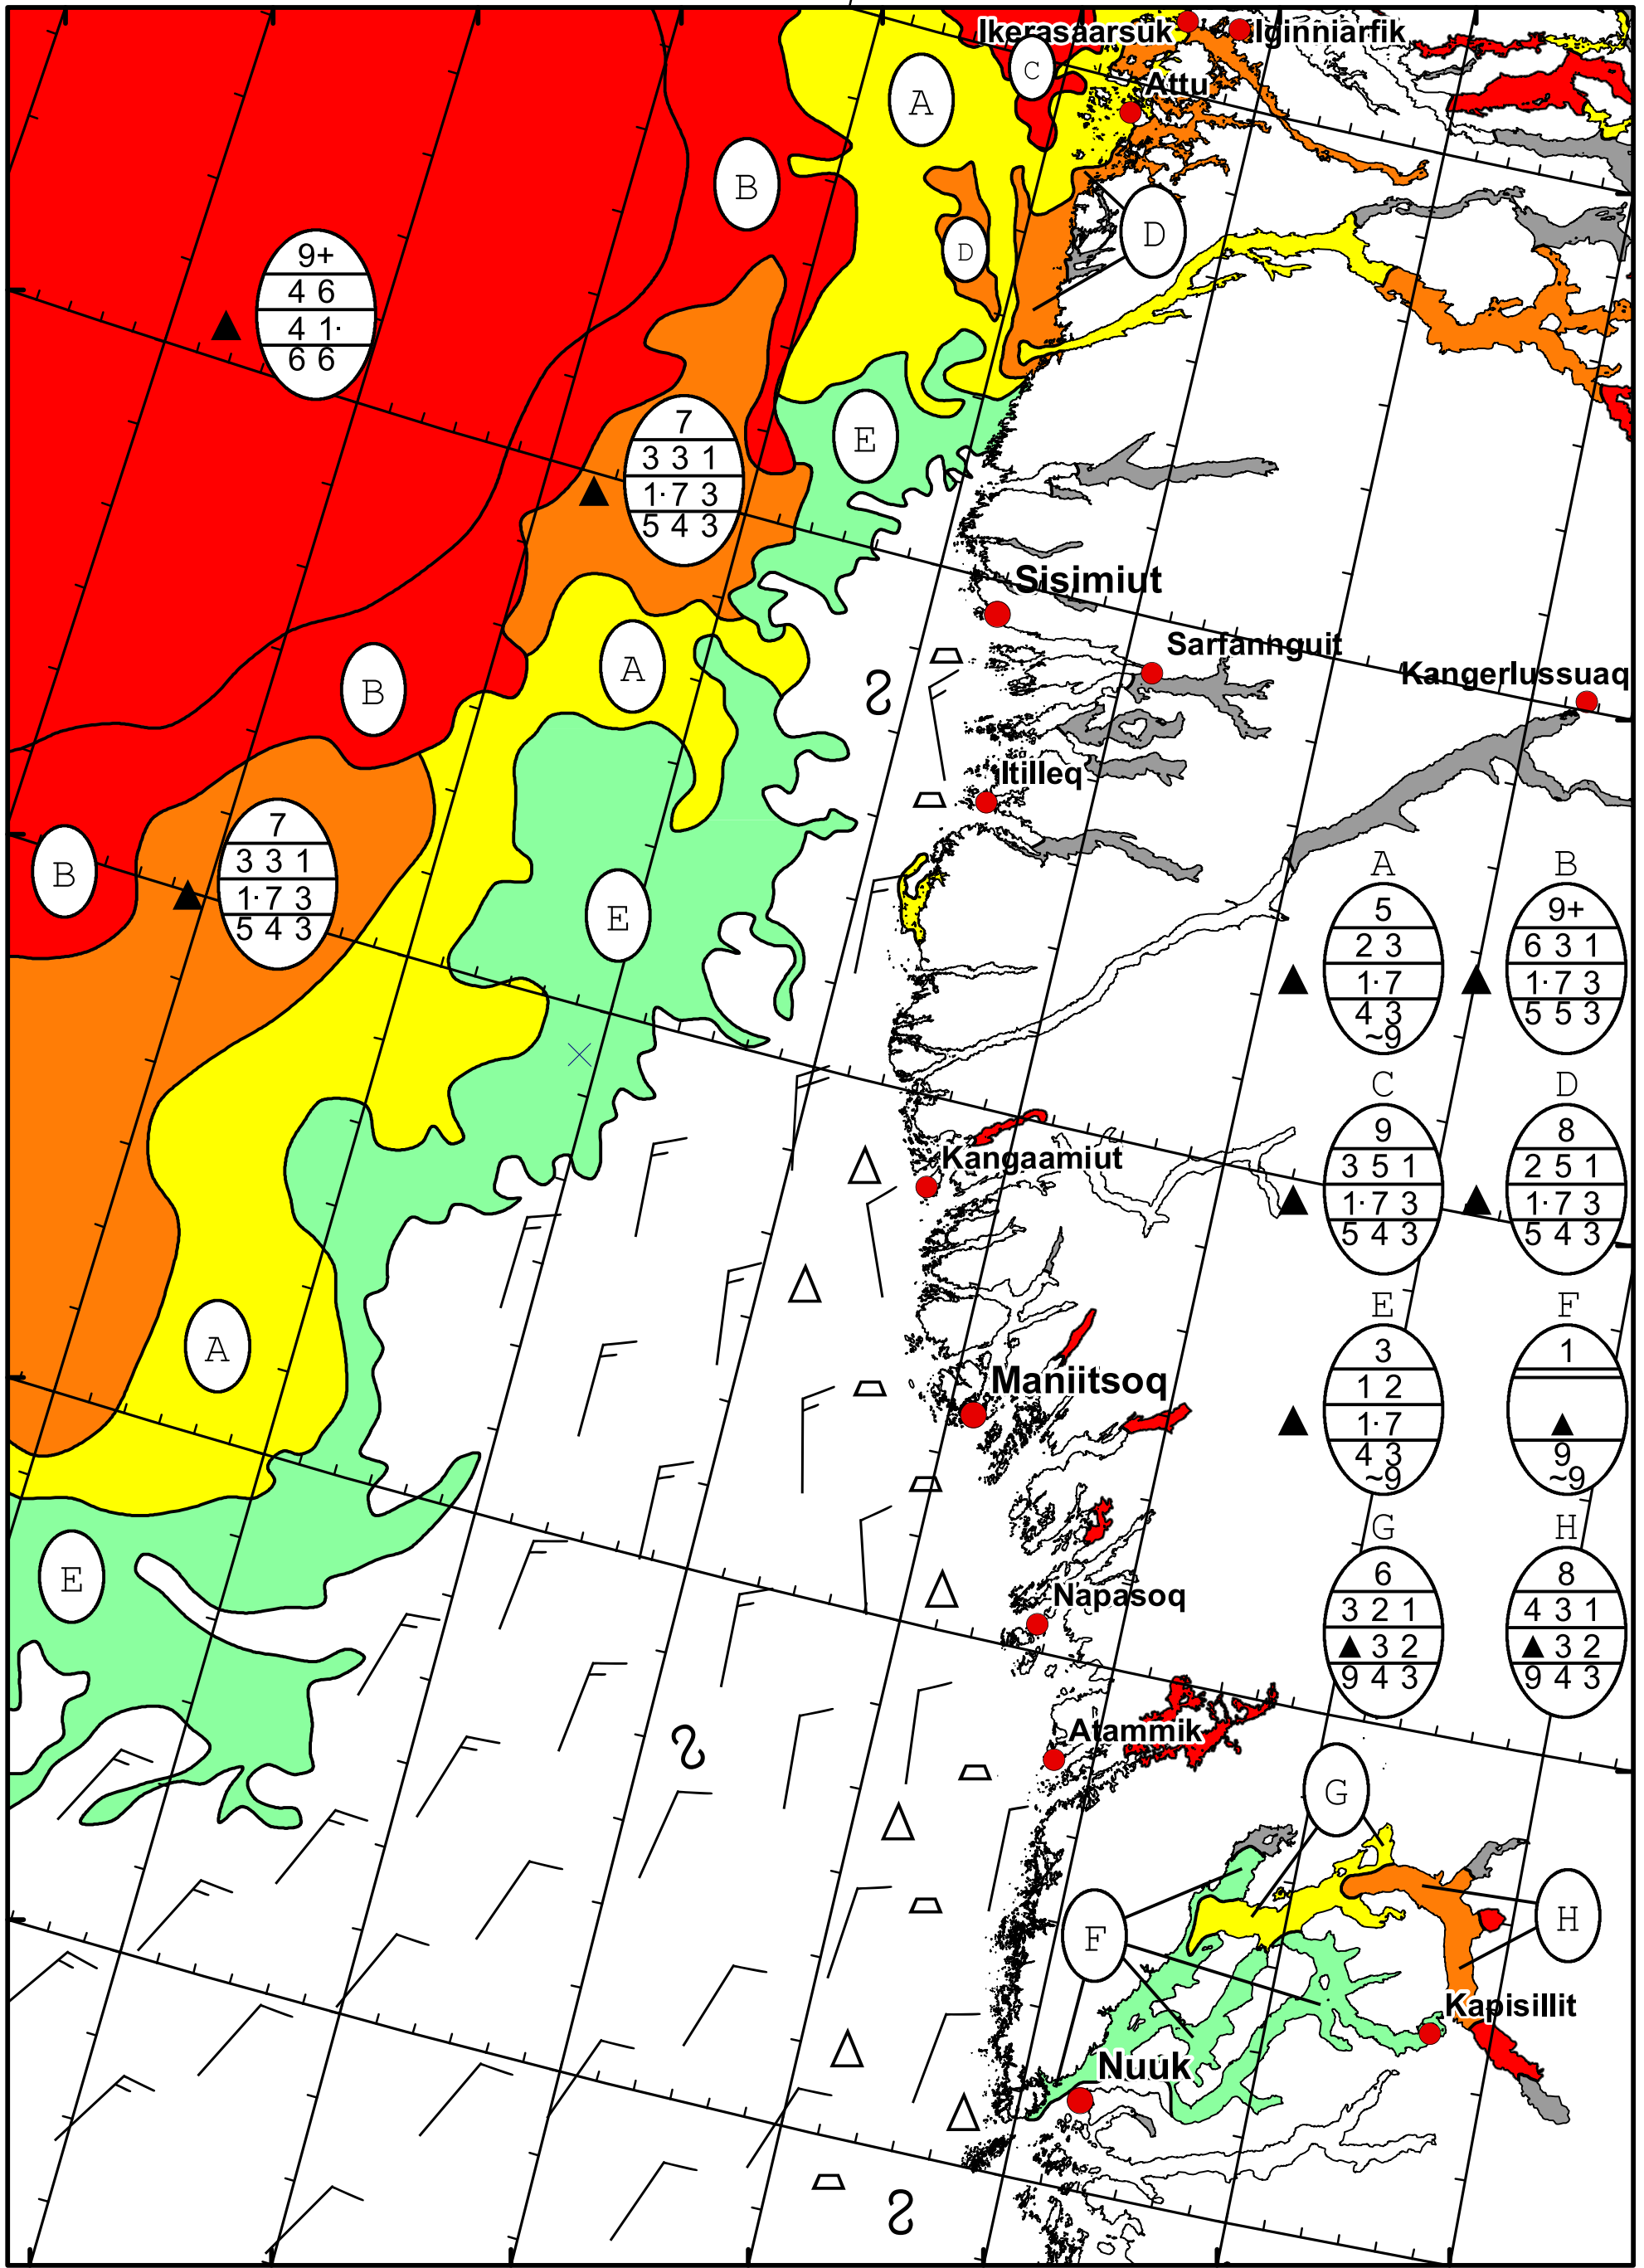 Ikerasaarsuk
Iginniarfik
C
Attu
A
B
D
D
9+
4 6
4 1·
6 6
7
3 3 1
1· 7 3
5 4 3
E
Sisimiut
Sarfannguit
Kangerlussuaq
A
B
Itilleq
7
3 3 1
1· 7 3
5 4 3
B
E
A
5
2 3
1· 7
4 3
~9
B
9+
6 3 1
1· 7 3
5 5 3
C
9
3 5 1
1· 7 3
5 4 3
D
8
2 5 1
1· 7 3
5 4 3
Kangaamiut
A
Maniitsoq
E
3
1 2
1· 7
4 3
~9
F
1
▲
9
~9
E
Napasoq
G
6
3 2 1
▲ 3 2
9 4 3
H
8
4 3 1
▲ 3 2
9 4 3
Atammik
G
F
H
Kapisillit
Nuuk